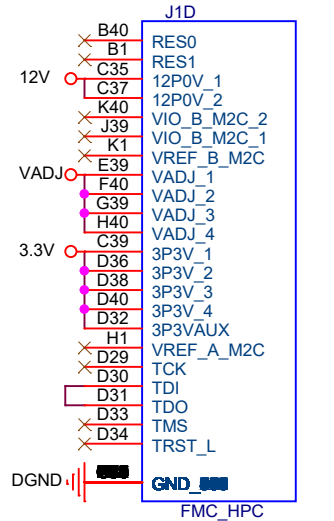 J1D
B40 RES0
B1 RES1
12V C35 12P0V_1
C37 12P0V_2
K40 VIO_B_M2C_2
J39 VIO_B_M2C_1
K1 VREF_B_M2C
VADJ E39 VADJ_1
F40 VADJ_2
G39 VADJ_3
H40 VADJ_4
3.3V C39 3P3V_1
D36 3P3V_2
D38 3P3V_3
D40 3P3V_4
D32 3P3VAUX
H1 VREF_A_M2C
D29 TCK
D30 TDI
D31 TDO
D33 TMS
D34 TRST_L
DGND
FMC_HPC